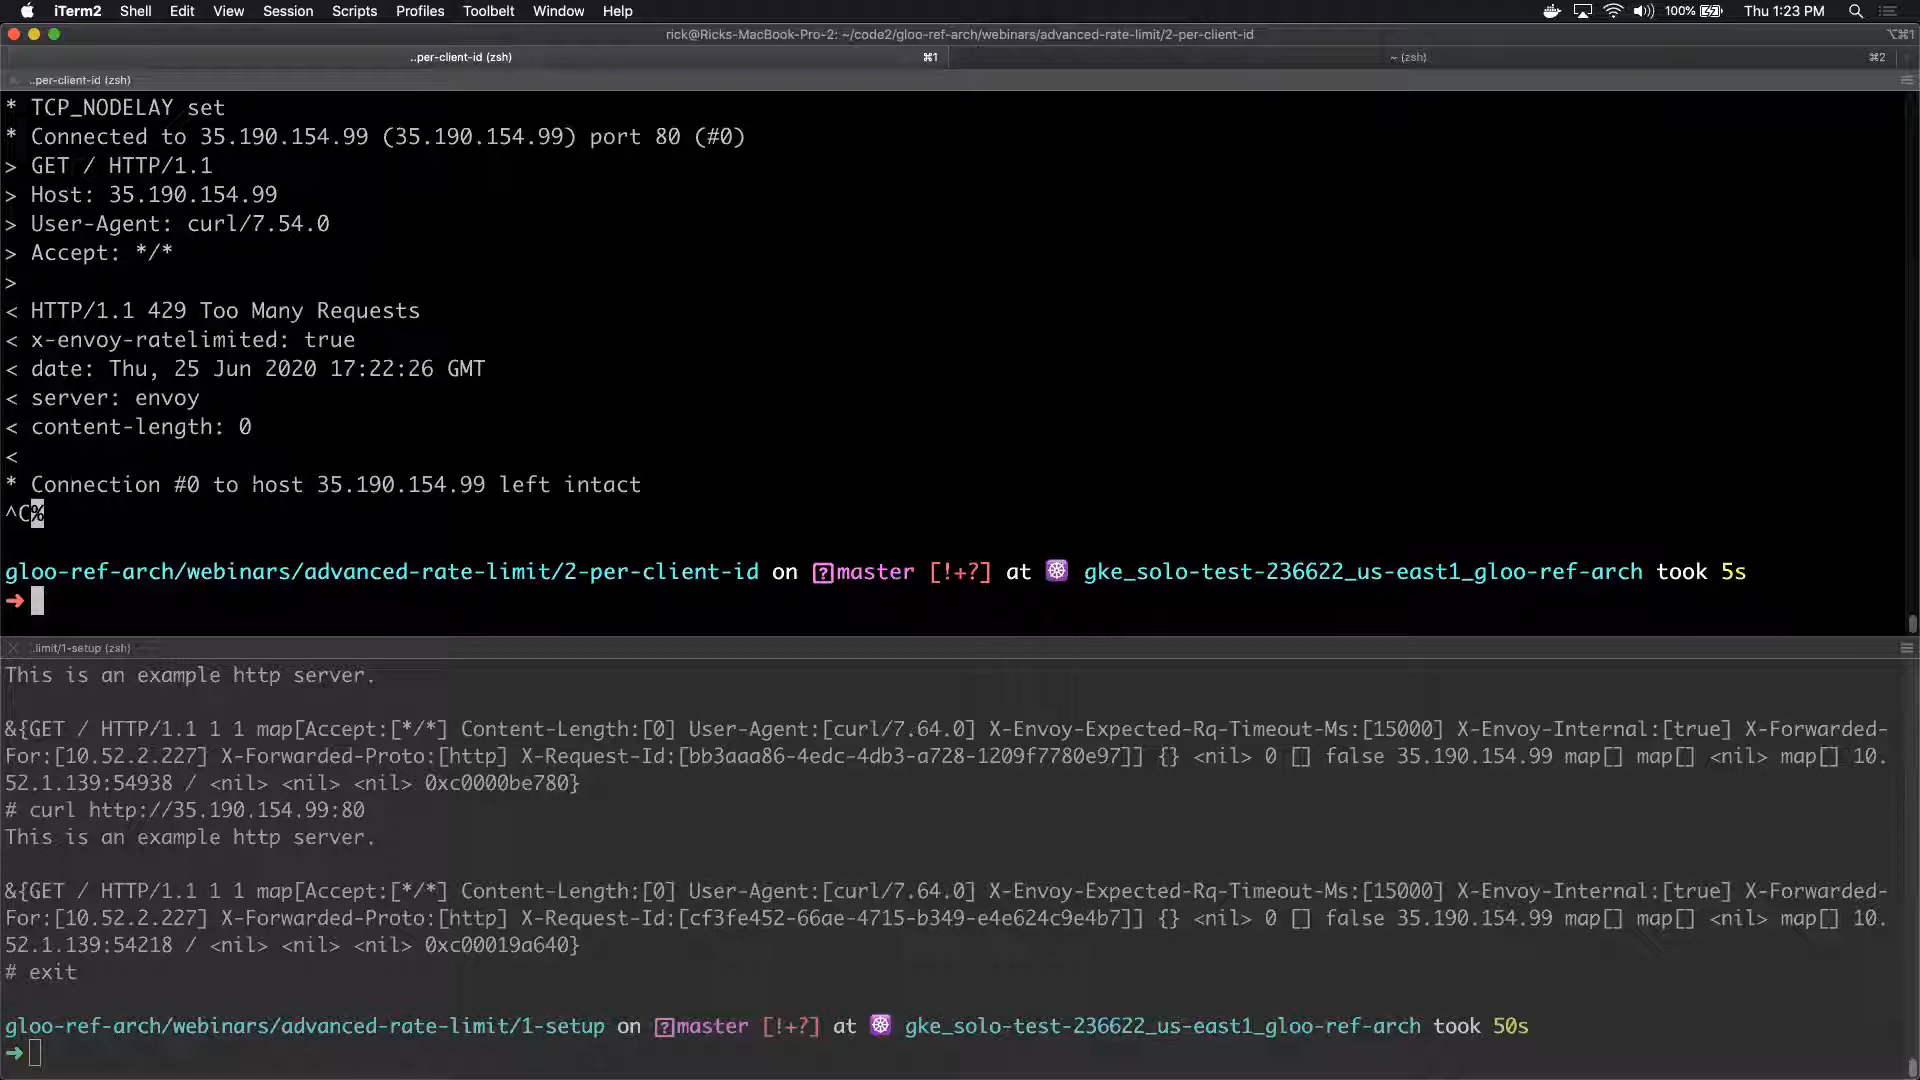 iTerm2 Shell Edit View Session Scripts Profiles Toolbelt Window Help 100% Thu 1:23 PM
rick@Ricks-MacBook-Pro-2: ~/code2/gloo-ref-arch/webinars/advanced-rate-limit/2-per-client-id ⌥⌘1
..per-client-id (zsh) ⌘1 ~ (zsh) ⌘2
..per-client-id (zsh)
* TCP_NODELAY set
* Connected to 35.190.154.99 (35.190.154.99) port 80 (#0)
> GET / HTTP/1.1
> Host: 35.190.154.99
> User-Agent: curl/7.54.0
> Accept: */*
>
< HTTP/1.1 429 Too Many Requests
< x-envoy-ratelimited: true
< date: Thu, 25 Jun 2020 17:22:26 GMT
< server: envoy
< content-length: 0
<
* Connection #0 to host 35.190.154.99 left intact
^C%
gloo-ref-arch/webinars/advanced-rate-limit/2-per-client-id on ?master [!+?] at ☸ gke_solo-test-236622_us-east1_gloo-ref-arch took 5s
➜
..limit/1-setup (zsh)
This is an example http server.
&{GET / HTTP/1.1 1 1 map[Accept:[*/*] Content-Length:[0] User-Agent:[curl/7.64.0] X-Envoy-Expected-Rq-Timeout-Ms:[15000] X-Envoy-Internal:[true] X-Forwarded-
For:[10.52.2.227] X-Forwarded-Proto:[http] X-Request-Id:[bb3aaa86-4edc-4db3-a728-1209f7780e97]] {} <nil> 0 [] false 35.190.154.99 map[] map[] <nil> map[] 10.
52.1.139:54938 / <nil> <nil> <nil> 0xc0000be780}
# curl http://35.190.154.99:80
This is an example http server.
&{GET / HTTP/1.1 1 1 map[Accept:[*/*] Content-Length:[0] User-Agent:[curl/7.64.0] X-Envoy-Expected-Rq-Timeout-Ms:[15000] X-Envoy-Internal:[true] X-Forwarded-
For:[10.52.2.227] X-Forwarded-Proto:[http] X-Request-Id:[cf3fe452-66ae-4715-b349-e4e624c9e4b7]] {} <nil> 0 [] false 35.190.154.99 map[] map[] <nil> map[] 10.
52.1.139:54218 / <nil> <nil> <nil> 0xc00019a640}
# exit
gloo-ref-arch/webinars/advanced-rate-limit/1-setup on ?master [!+?] at ☸ gke_solo-test-236622_us-east1_gloo-ref-arch took 50s
➜